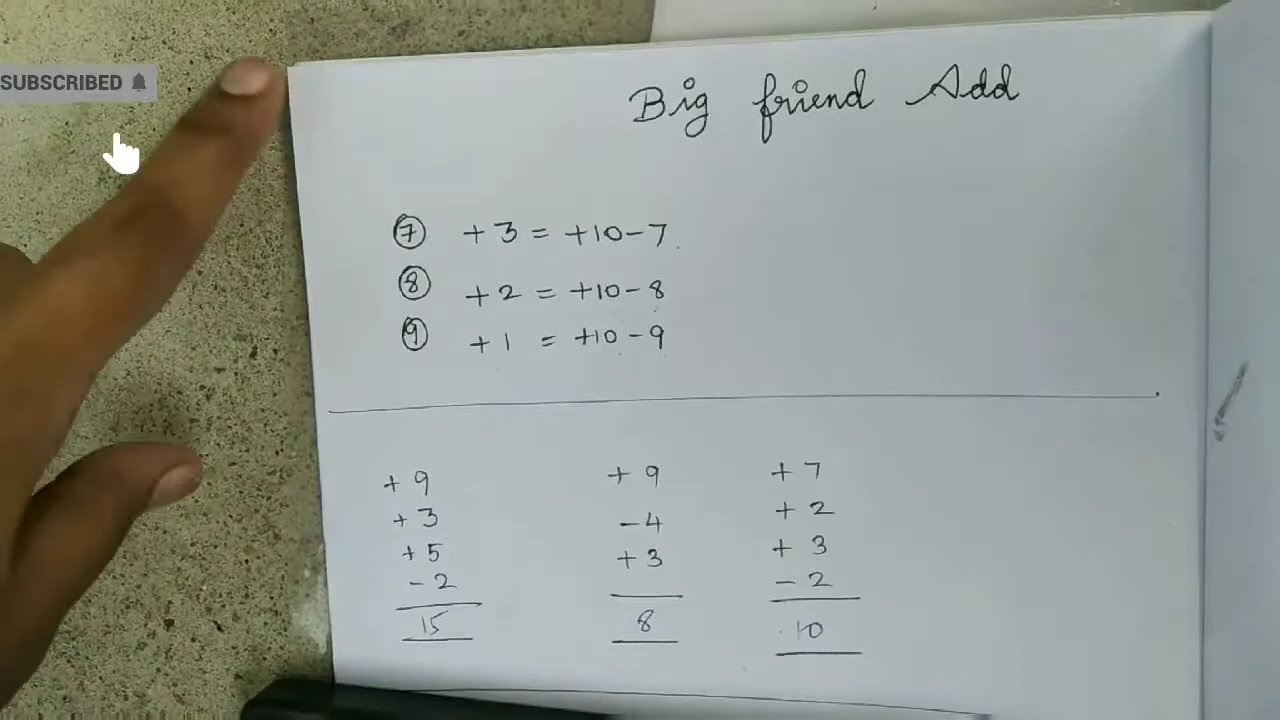 SUBSCRIBED
Big friend Add
⑦ +3 = +10-7.
⑧ +2 = +10-8
⑨ +1 = +10-9
+9
+3
+5
-2
15
+9
-4
+3
8
+7
+2
+3
-2
10